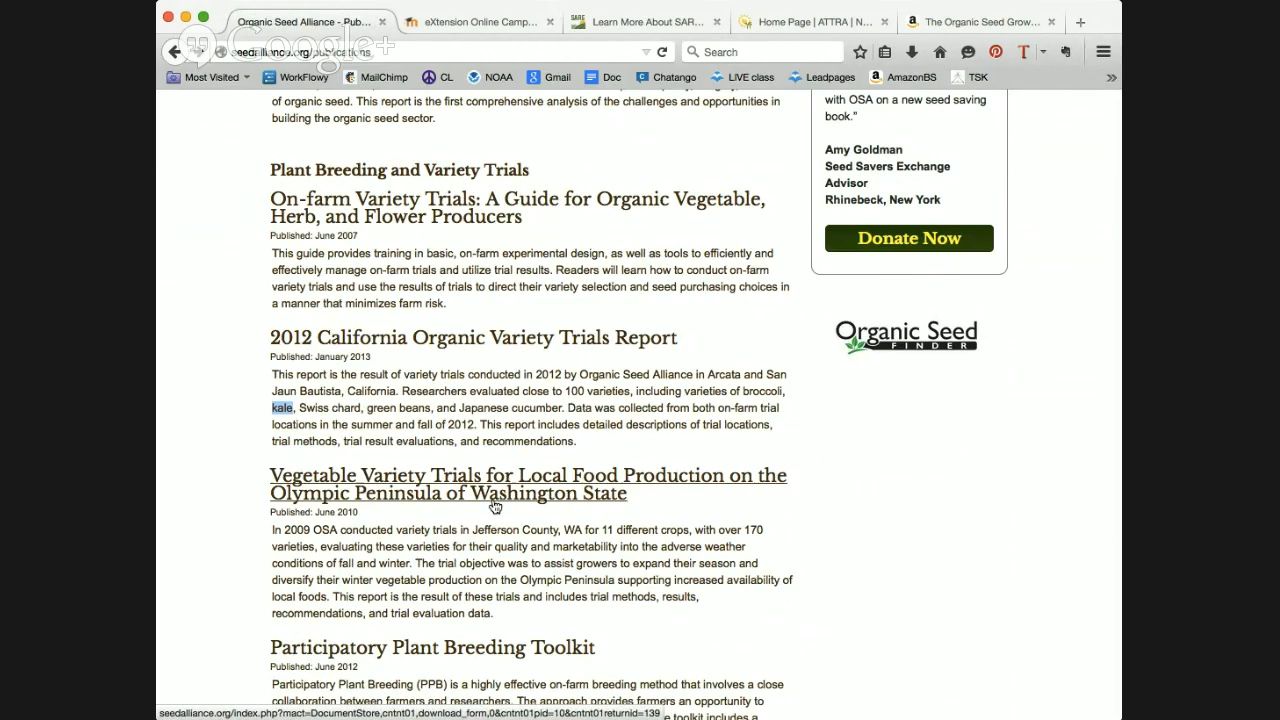 Organic Seed Alliance - Pub...
eXtension Online Camp...
SARE
Learn More About SAR...
Home Page | ATTRA | N...
The Organic Seed Grow...
Google+
seedalliance.org/publications
Search
Most Visited
WorkFlowy
MailChimp
CL
NOAA
Gmail
Doc
Chatango
LIVE class
Leadpages
AmazonBS
TSK
of organic seed. This report is the first comprehensive analysis of the challenges and opportunities in
building the organic seed sector.
Plant Breeding and Variety Trials
On-farm Variety Trials: A Guide for Organic Vegetable,
Herb, and Flower Producers
Published: June 2007
This guide provides training in basic, on-farm experimental design, as well as tools to efficiently and
effectively manage on-farm trials and utilize trial results. Readers will learn how to conduct on-farm
variety trials and use the results of trials to direct their variety selection and seed purchasing choices in
a manner that minimizes farm risk.
2012 California Organic Variety Trials Report
Published: January 2013
This report is the result of variety trials conducted in 2012 by Organic Seed Alliance in Arcata and San
Jaun Bautista, California. Researchers evaluated close to 100 varieties, including varieties of broccoli,
kale, Swiss chard, green beans, and Japanese cucumber. Data was collected from both on-farm trial
locations in the summer and fall of 2012. This report includes detailed descriptions of trial locations,
trial methods, trial result evaluations, and recommendations.
Vegetable Variety Trials for Local Food Production on the
Olympic Peninsula of Washington State
Published: June 2010
In 2009 OSA conducted variety trials in Jefferson County, WA for 11 different crops, with over 170
varieties, evaluating these varieties for their quality and marketability into the adverse weather
conditions of fall and winter. The trial objective was to assist growers to expand their season and
diversify their winter vegetable production on the Olympic Peninsula supporting increased availability of
local foods. This report is the result of these trials and includes trial methods, results,
recommendations, and trial evaluation data.
Participatory Plant Breeding Toolkit
Published: June 2012
Participatory Plant Breeding (PPB) is a highly effective on-farm breeding method that involves a close
collaboration between farmers and researchers. The approach provides farmers an opportunity to
e toolkit includes a
with OSA on a new seed saving
book."
Amy Goldman
Seed Savers Exchange
Advisor
Rhinebeck, New York
Donate Now
Organic Seed
FINDER
seedalliance.org/index.php?mact=DocumentStore,cntnt01,download_form,0&cntnt01pid=10&cntnt01returnid=139